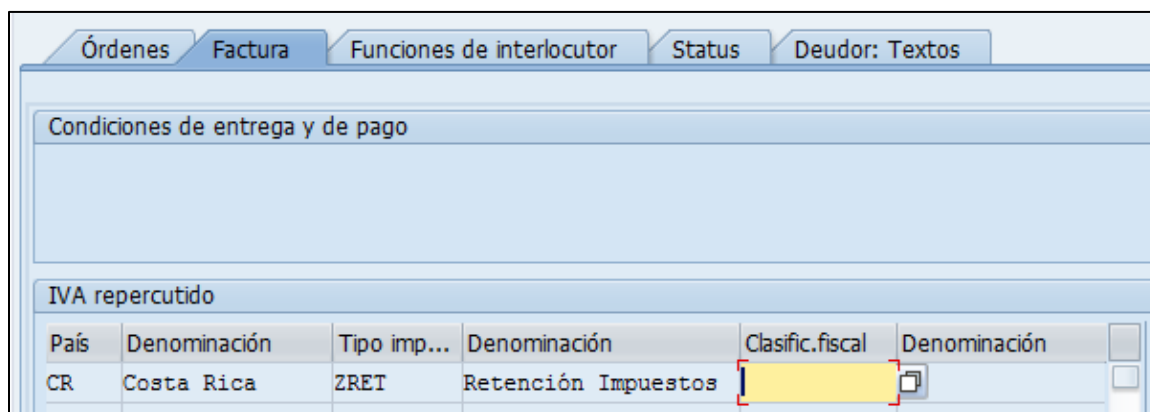 Órdenes Factura Funciones de interlocutor Status Deudor: Textos
Condiciones de entrega y de pago
IVA repercutido
País Denominación Tipo imp... Denominación Clasific.fiscal Denominación
CR Costa Rica ZRET Retención Impuestos